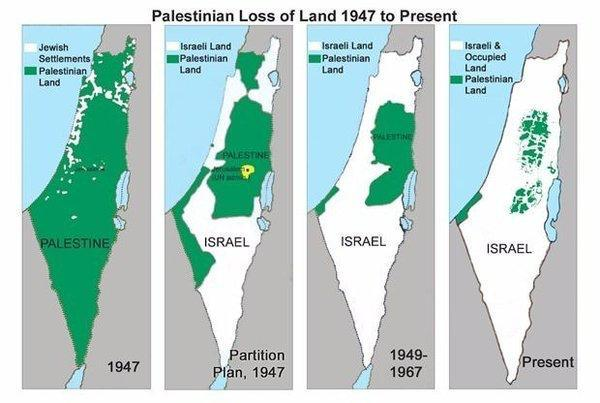 Palestinian Loss of Land 1947 to Present
Jewish
Settlements
Palestinian
Land
PALESTINE
1947
Israeli Land
Palestinian
Land
PALESTINE
Jerusalem
ISRAEL
Partition
Plan, 1947
Israeli Land
Palestinian
Land
PALESTINE
ISRAEL
1949-
1967
Israeli &
Occupied
Land
Palestinian
Land
ISRAEL
Present